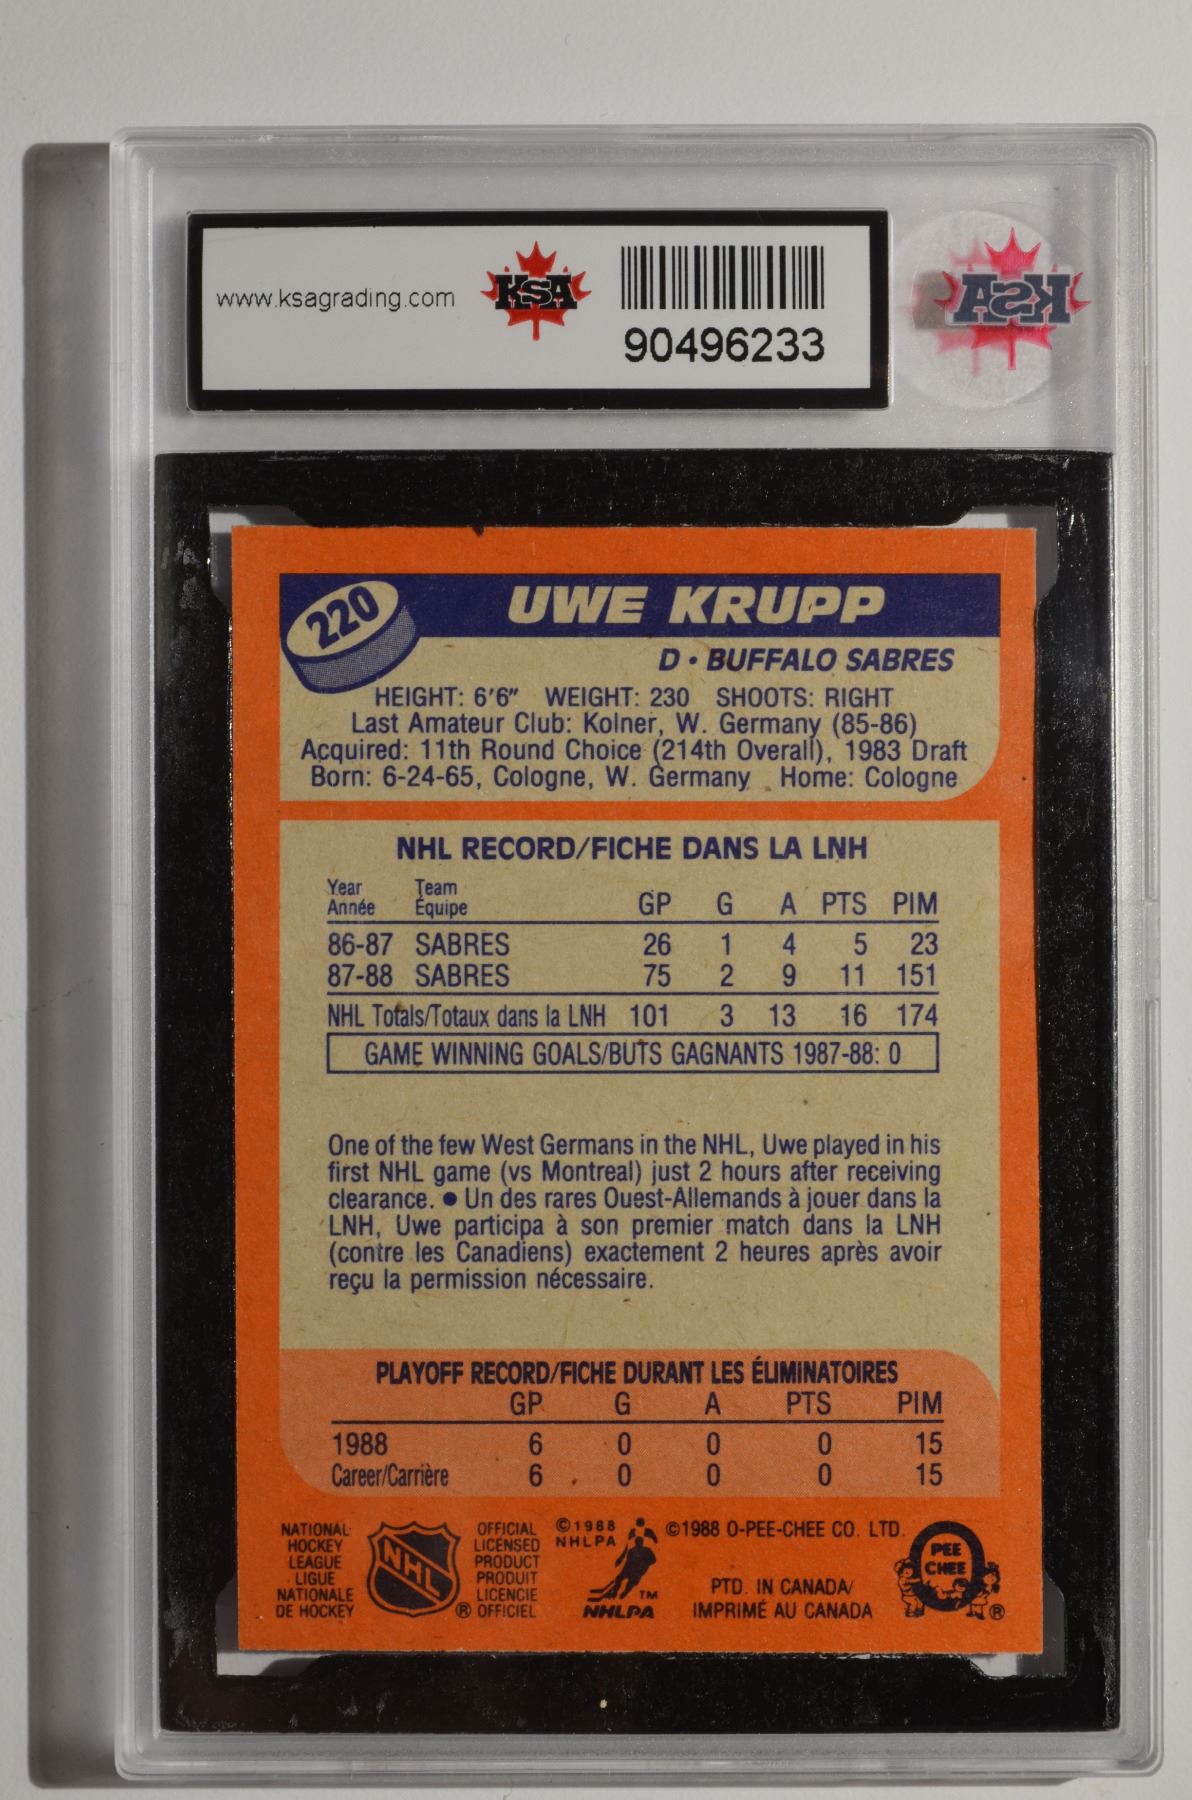 www.ksagrading.com
KSA
90496233
KSA
220
UWE KRUPP
D • BUFFALO SABRES
HEIGHT: 6'6" WEIGHT: 230 SHOOTS: RIGHT
Last Amateur Club: Kolner, W. Germany (85-86)
Acquired: 11th Round Choice (214th Overall), 1983 Draft
Born: 6-24-65, Cologne, W. Germany Home: Cologne
NHL RECORD/FICHE DANS LA LNH
Year Team
Année Équipe GP G A PTS PIM
86-87 SABRES 26 1 4 5 23
87-88 SABRES 75 2 9 11 151
NHL Totals/Totaux dans la LNH 101 3 13 16 174
GAME WINNING GOALS/BUTS GAGNANTS 1987-88: 0
One of the few West Germans in the NHL, Uwe played in his
first NHL game (vs Montreal) just 2 hours after receiving
clearance. ● Un des rares Ouest-Allemands à jouer dans la
LNH, Uwe participa à son premier match dans la LNH
(contre les Canadiens) exactement 2 heures après avoir
reçu la permission nécessaire.
PLAYOFF RECORD/FICHE DURANT LES ÉLIMINATOIRES
GP G A PTS PIM
1988 6 0 0 0 15
Career/Carrière 6 0 0 0 15
NATIONAL
HOCKEY
LEAGUE
LIGUE
NATIONALE
DE HOCKEY
NHL
®
OFFICIAL
LICENSED
PRODUCT
PRODUIT
LICENCIE
OFFICIEL
©1988
NHLPA
TM
NHLPA
©1988 O-PEE-CHEE CO. LTD.
PTD. IN CANADA/
IMPRIMÉ AU CANADA
PEE
CHEE
®